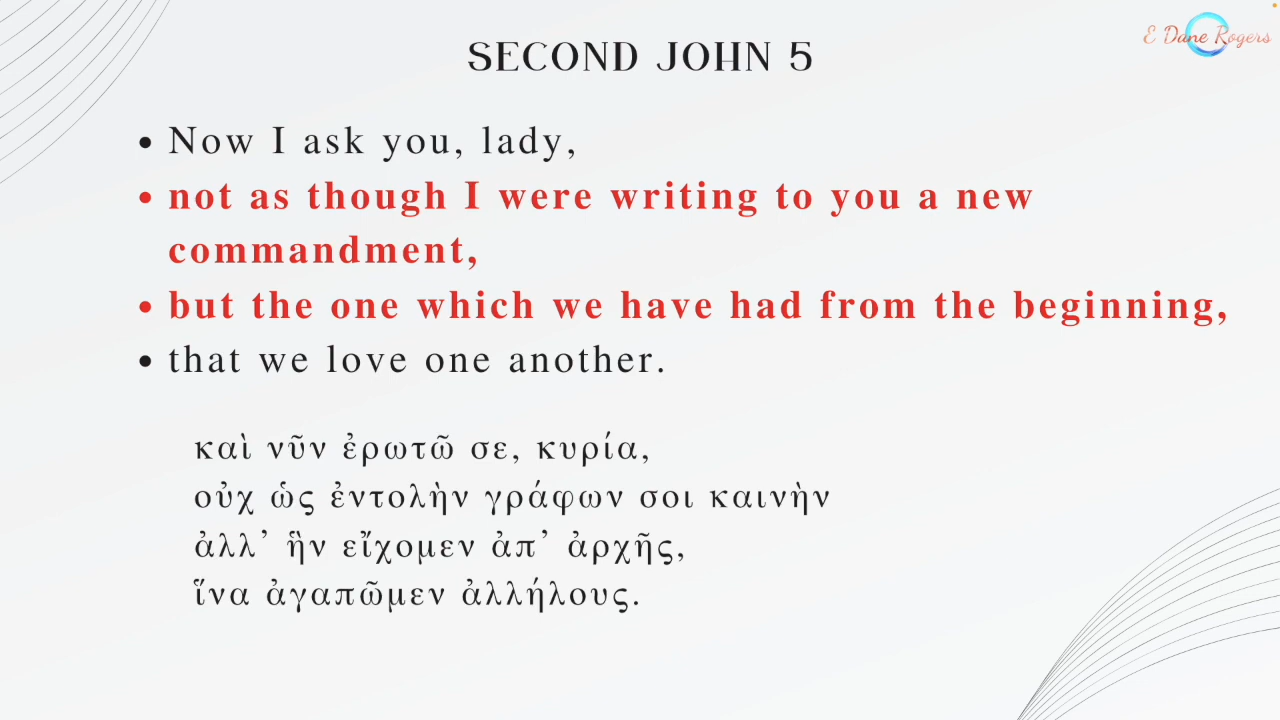 E Dane Rogers
SECOND JOHN 5
• Now I ask you, lady,
• not as though I were writing to you a new
commandment,
• but the one which we have had from the beginning,
• that we love one another.
καὶ νῦν ἐρωτῶ σε, κυρία,
οὐχ ὡς ἐντολὴν γράφων σοι καινὴν
ἀλλ’ ἣν εἴχομεν ἀπ’ ἀρχῆς,
ἵνα ἀγαπῶμεν ἀλλήλους.